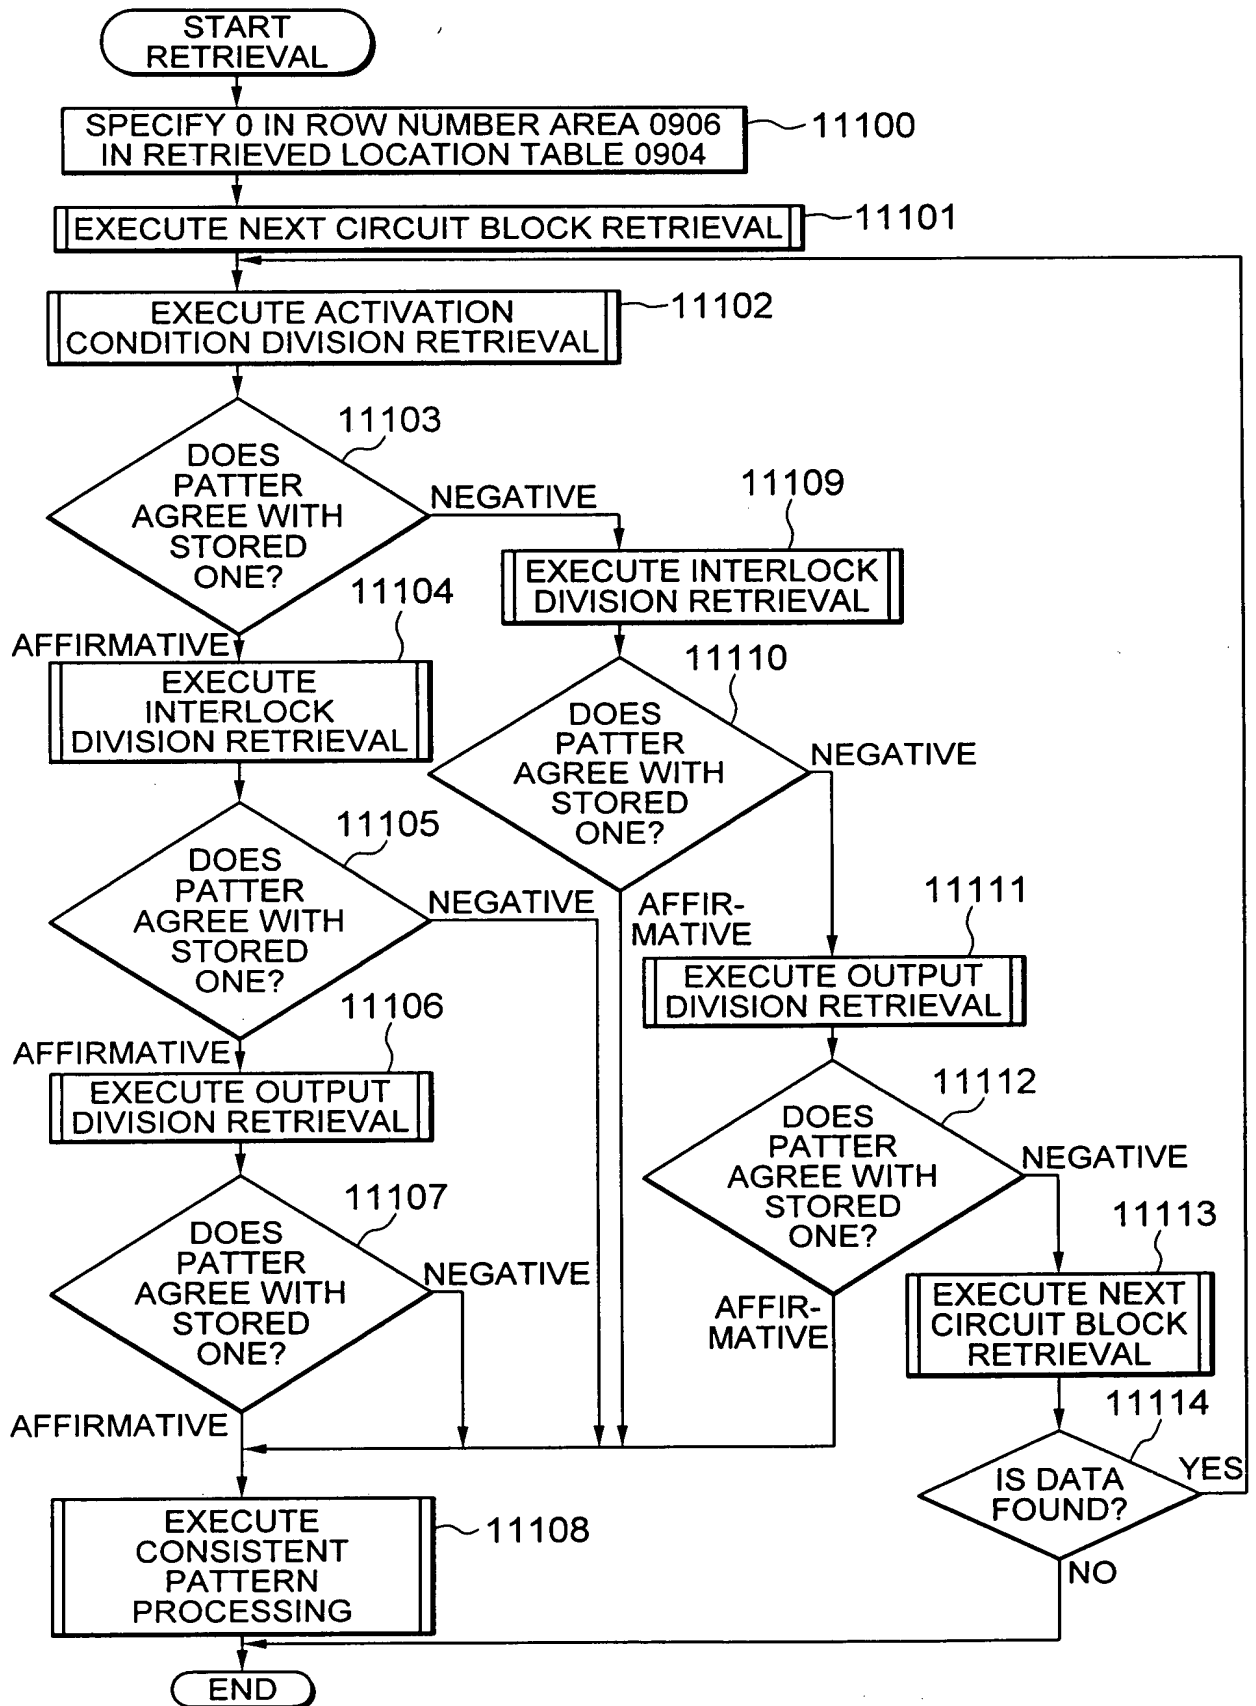 START
RETRIEVAL
SPECIFY 0 IN ROW NUMBER AREA 0906
IN RETRIEVED LOCATION TABLE 0904
11100
EXECUTE NEXT CIRCUIT BLOCK RETRIEVAL
11101
EXECUTE ACTIVATION
CONDITION DIVISION RETRIEVAL
11102
11103
DOES
PATTER
AGREE WITH
STORED
ONE?
NEGATIVE
AFFIRMATIVE
11104
EXECUTE
INTERLOCK
DIVISION RETRIEVAL
11105
DOES
PATTER
AGREE WITH
STORED
ONE?
NEGATIVE
AFFIRMATIVE
11106
EXECUTE OUTPUT
DIVISION RETRIEVAL
11107
DOES
PATTER
AGREE WITH
STORED
ONE?
NEGATIVE
AFFIRMATIVE
EXECUTE
CONSISTENT
PATTERN
PROCESSING
11108
END
11109
EXECUTE INTERLOCK
DIVISION RETRIEVAL
11110
DOES
PATTER
AGREE WITH
STORED
ONE?
NEGATIVE
AFFIR-
MATIVE
11111
EXECUTE OUTPUT
DIVISION RETRIEVAL
11112
DOES
PATTER
AGREE WITH
STORED
ONE?
NEGATIVE
AFFIR-
MATIVE
11113
EXECUTE NEXT
CIRCUIT BLOCK
RETRIEVAL
11114
IS DATA
FOUND?
YES
NO